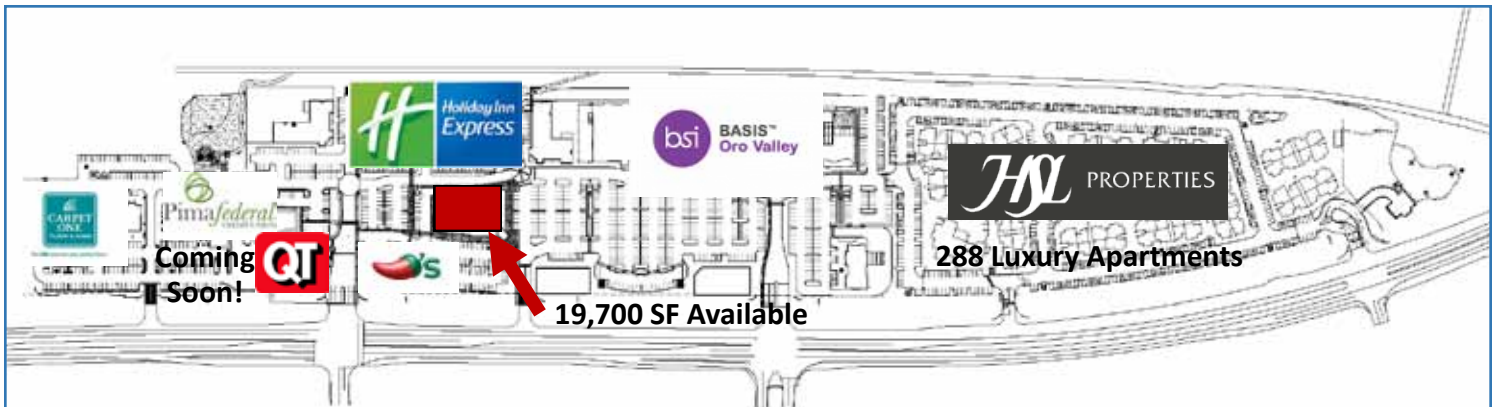 H
Holiday Inn
Express
bsi
BASIS™
Oro Valley
CARPET
ONE
Pimafederal
HSL PROPERTIES
Coming
Soon!
QT
's
288 Luxury Apartments
19,700 SF Available